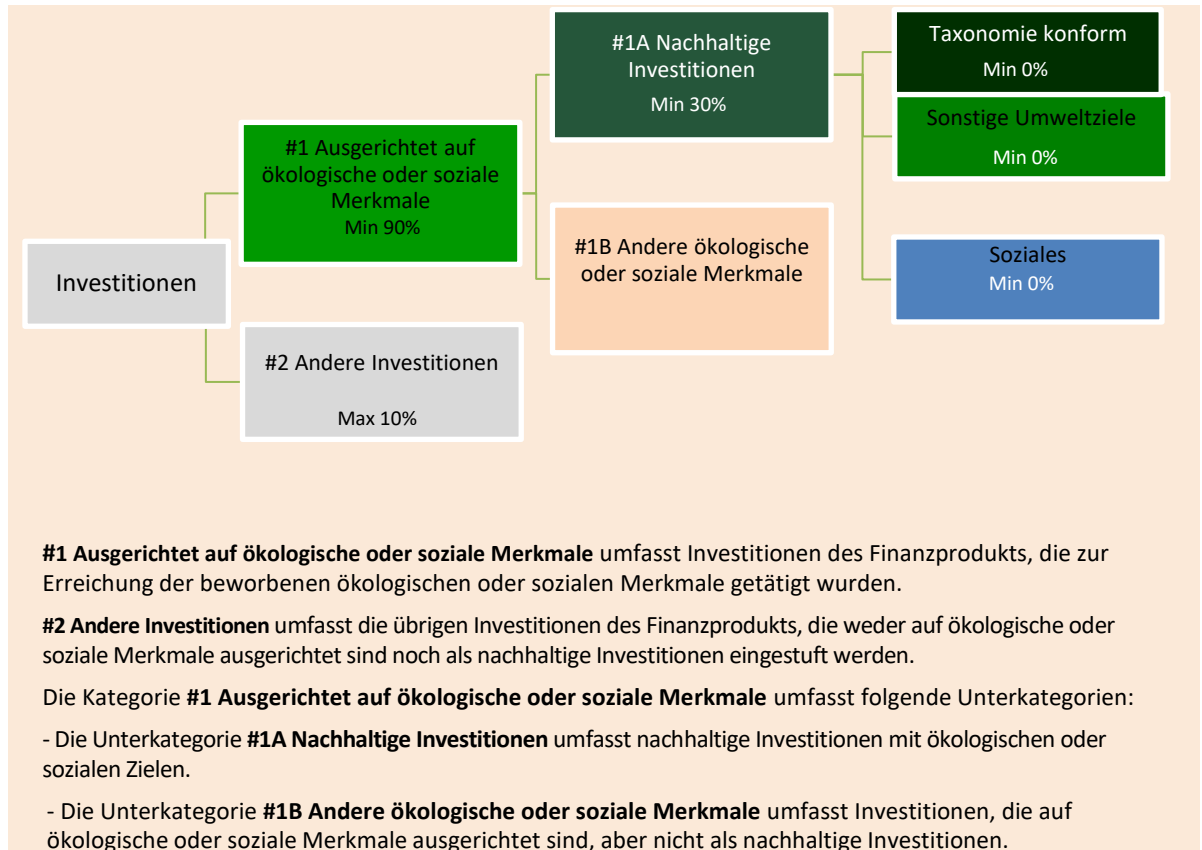 #1A Nachhaltige
Investitionen
Min 30%
Taxonomie konform
Min 0%
Sonstige Umweltziele
Min 0%
#1 Ausgerichtet auf
ökologische oder soziale
Merkmale
Min 90%
#1B Andere ökologische
oder soziale Merkmale
Soziales
Min 0%
Investitionen
#2 Andere Investitionen
Max 10%
#1 Ausgerichtet auf ökologische oder soziale Merkmale umfasst Investitionen des Finanzprodukts, die zur
Erreichung der beworbenen ökologischen oder sozialen Merkmale getätigt wurden.
#2 Andere Investitionen umfasst die übrigen Investitionen des Finanzprodukts, die weder auf ökologische oder
soziale Merkmale ausgerichtet sind noch als nachhaltige Investitionen eingestuft werden.
Die Kategorie #1 Ausgerichtet auf ökologische oder soziale Merkmale umfasst folgende Unterkategorien:
- Die Unterkategorie #1A Nachhaltige Investitionen umfasst nachhaltige Investitionen mit ökologischen oder
sozialen Zielen.
- Die Unterkategorie #1B Andere ökologische oder soziale Merkmale umfasst Investitionen, die auf
ökologische oder soziale Merkmale ausgerichtet sind, aber nicht als nachhaltige Investitionen.